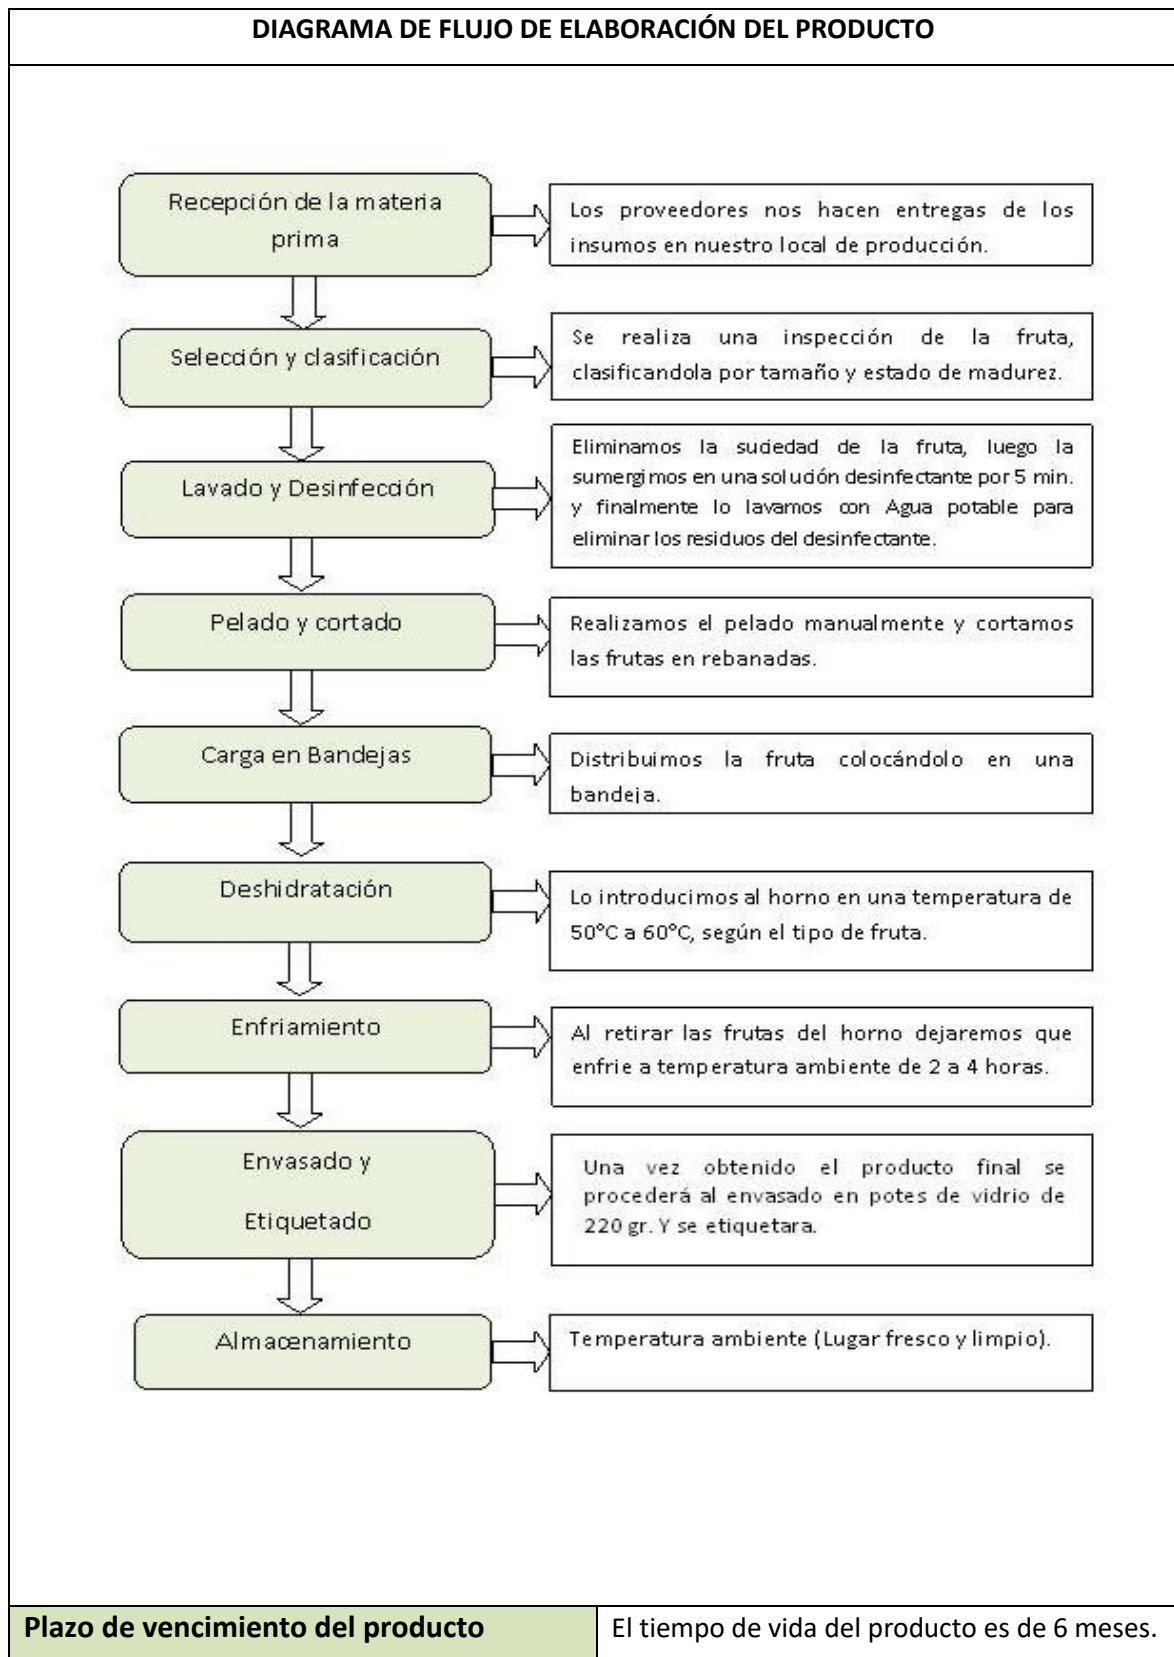 DIAGRAMA DE FLUJO DE ELABORACIÓN DEL PRODUCTO
Recepción de la materia
prima
Los proveedores nos hacen entregas de los
insumos en nuestro local de producción.
Selección y clasificación
Se realiza una inspección de la fruta,
clasificandola por tamaño y estado de madurez.
Lavado y Desinfección
Eliminamos la suciedad de la fruta, luego la
sumergimos en una solución desinfectante por 5 min.
y finalmente lo lavamos con Agua potable para
eliminar los residuos del desinfectante.
Pelado y cortado
Realizamos el pelado manualmente y cortamos
las frutas en rebanadas.
Carga en Bandejas
Distribuimos la fruta colocándolo en una
bandeja.
Deshidratación
Lo introducimos al horno en una temperatura de
50°C a 60°C, según el tipo de fruta.
Enfriamiento
Al retirar las frutas del horno dejaremos que
enfrie a temperatura ambiente de 2 a 4 horas.
Envasado y
Etiquetado
Una vez obtenido el producto final se
procederá al envasado en potes de vidrio de
220 gr. Y se etiquetara.
Almacenamiento
Temperatura ambiente (Lugar fresco y limpio).
Plazo de vencimiento del producto
El tiempo de vida del producto es de 6 meses.